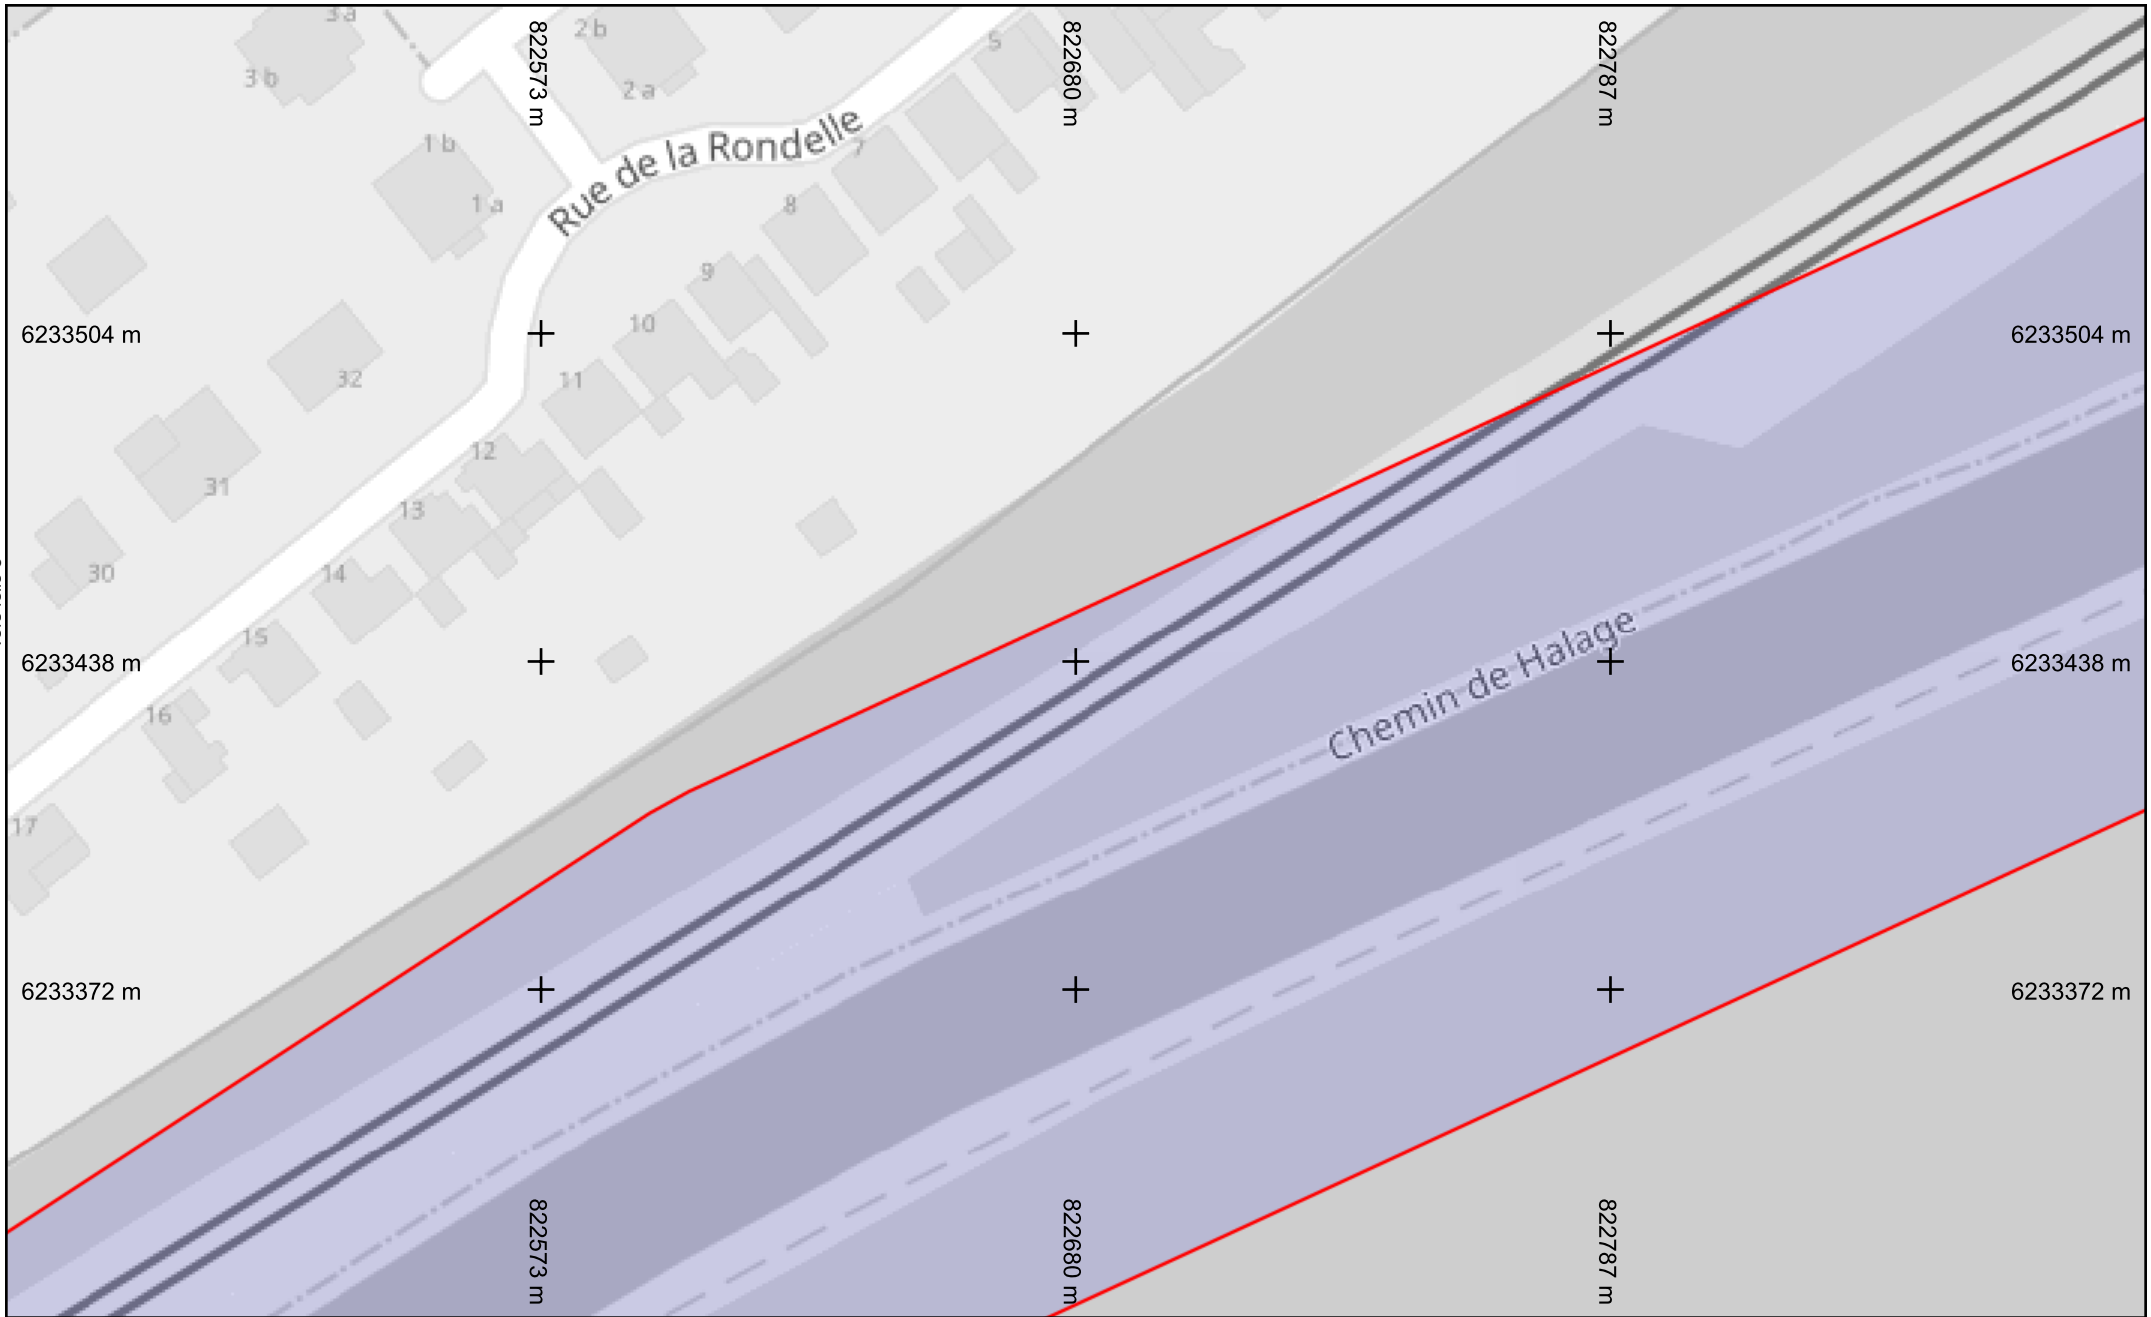 3 a
2 b
5
3 b
2 a
822573 m
822680 m
822787 m
1 b
Rue de la Rondelle
7
1 a
8
9
10
6233504 m
6233504 m
32
11
12
31
13
30
14
15
Chemin de Halage
6233438 m
6233438 m
16
17
6233372 m
6233372 m
822573 m
822680 m
822787 m